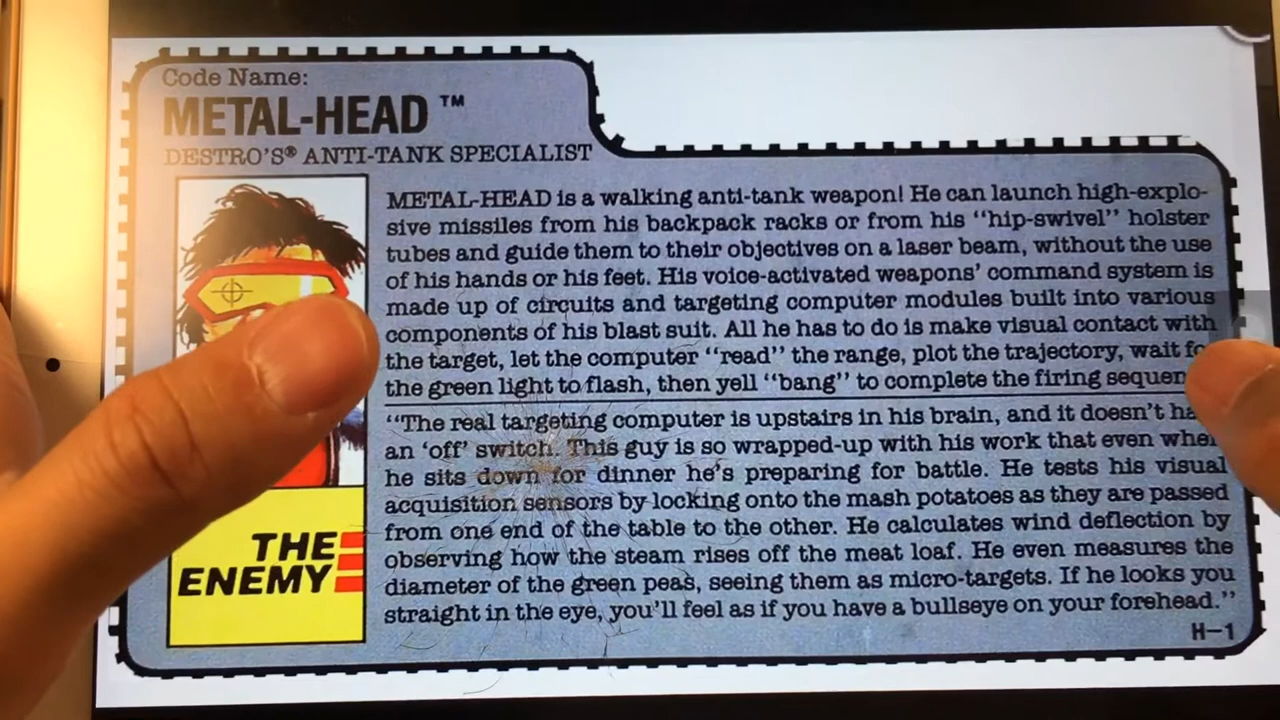 Code Name:
METAL-HEAD™
DESTRO'S® ANTI-TANK SPECIALIST
METAL-HEAD is a walking anti-tank weapon! He can launch high-explo-
sive missiles from his backpack racks or from his "hip-swivel" holster
tubes and guide them to their objectives on a laser beam, without the use
of his hands or his feet. His voice-activated weapons' command system is
made up of circuits and targeting computer modules built into various
components of his blast suit. All he has to do is make visual contact with
the target, let the computer "read" the range, plot the trajectory, wait
the green light to flash, then yell "bang" to complete the firing
"The real targeting computer is upstairs in his brain, and it doesn't
an 'off' switch. This guy is so wrapped-up with his work that even
he sits down for dinner he's preparing for battle. He tests his visual
acquisition sensors by locking onto the mash potatoes as they are passed
from one end of the table to the other. He calculates wind deflection by
observing how the steam rises off the meat loaf. He even measures the
diameter of the green peas, seeing them as micro-targets. If he looks you
straight in the eye, you'll feel as if you have a bullseye on your forehead."
H-1
THE
ENEMY